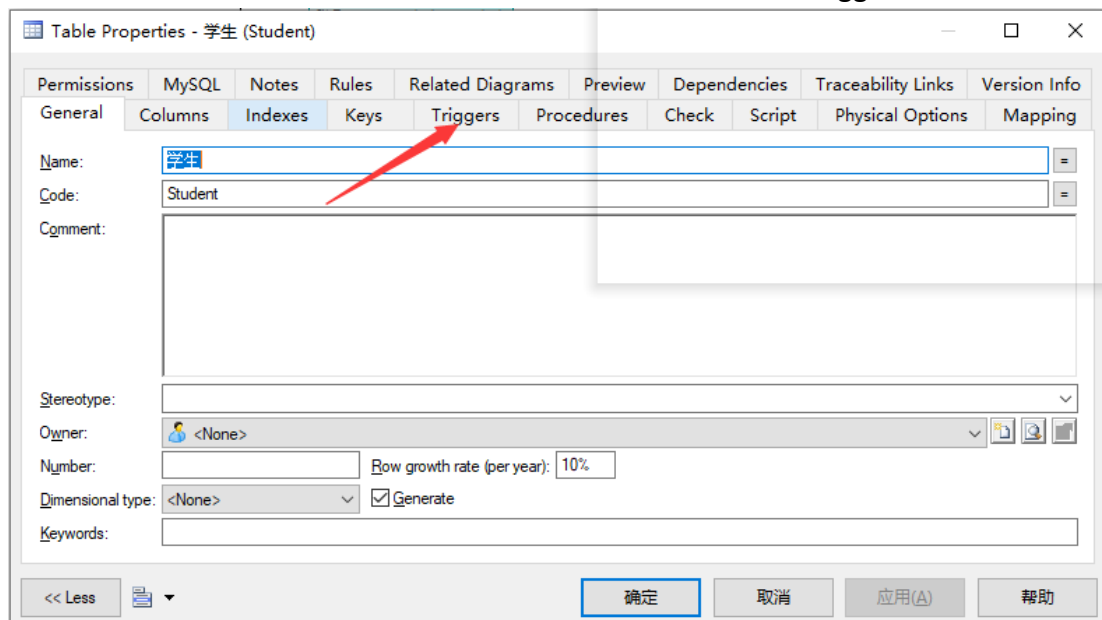 Table Properties - 学生 (Student)
Permissions MySQL Notes Rules Related Diagrams Preview Dependencies Traceability Links Version Info
General Columns Indexes Keys Triggers Procedures Check Script Physical Options Mapping
Name: 学生 =
Code: Student =
Comment:
Stereotype:
Owner: <None>
Number: Row growth rate (per year): 10%
Dimensional type: <None> Generate
Keywords:
<< Less 确定 取消 应用(A) 帮助